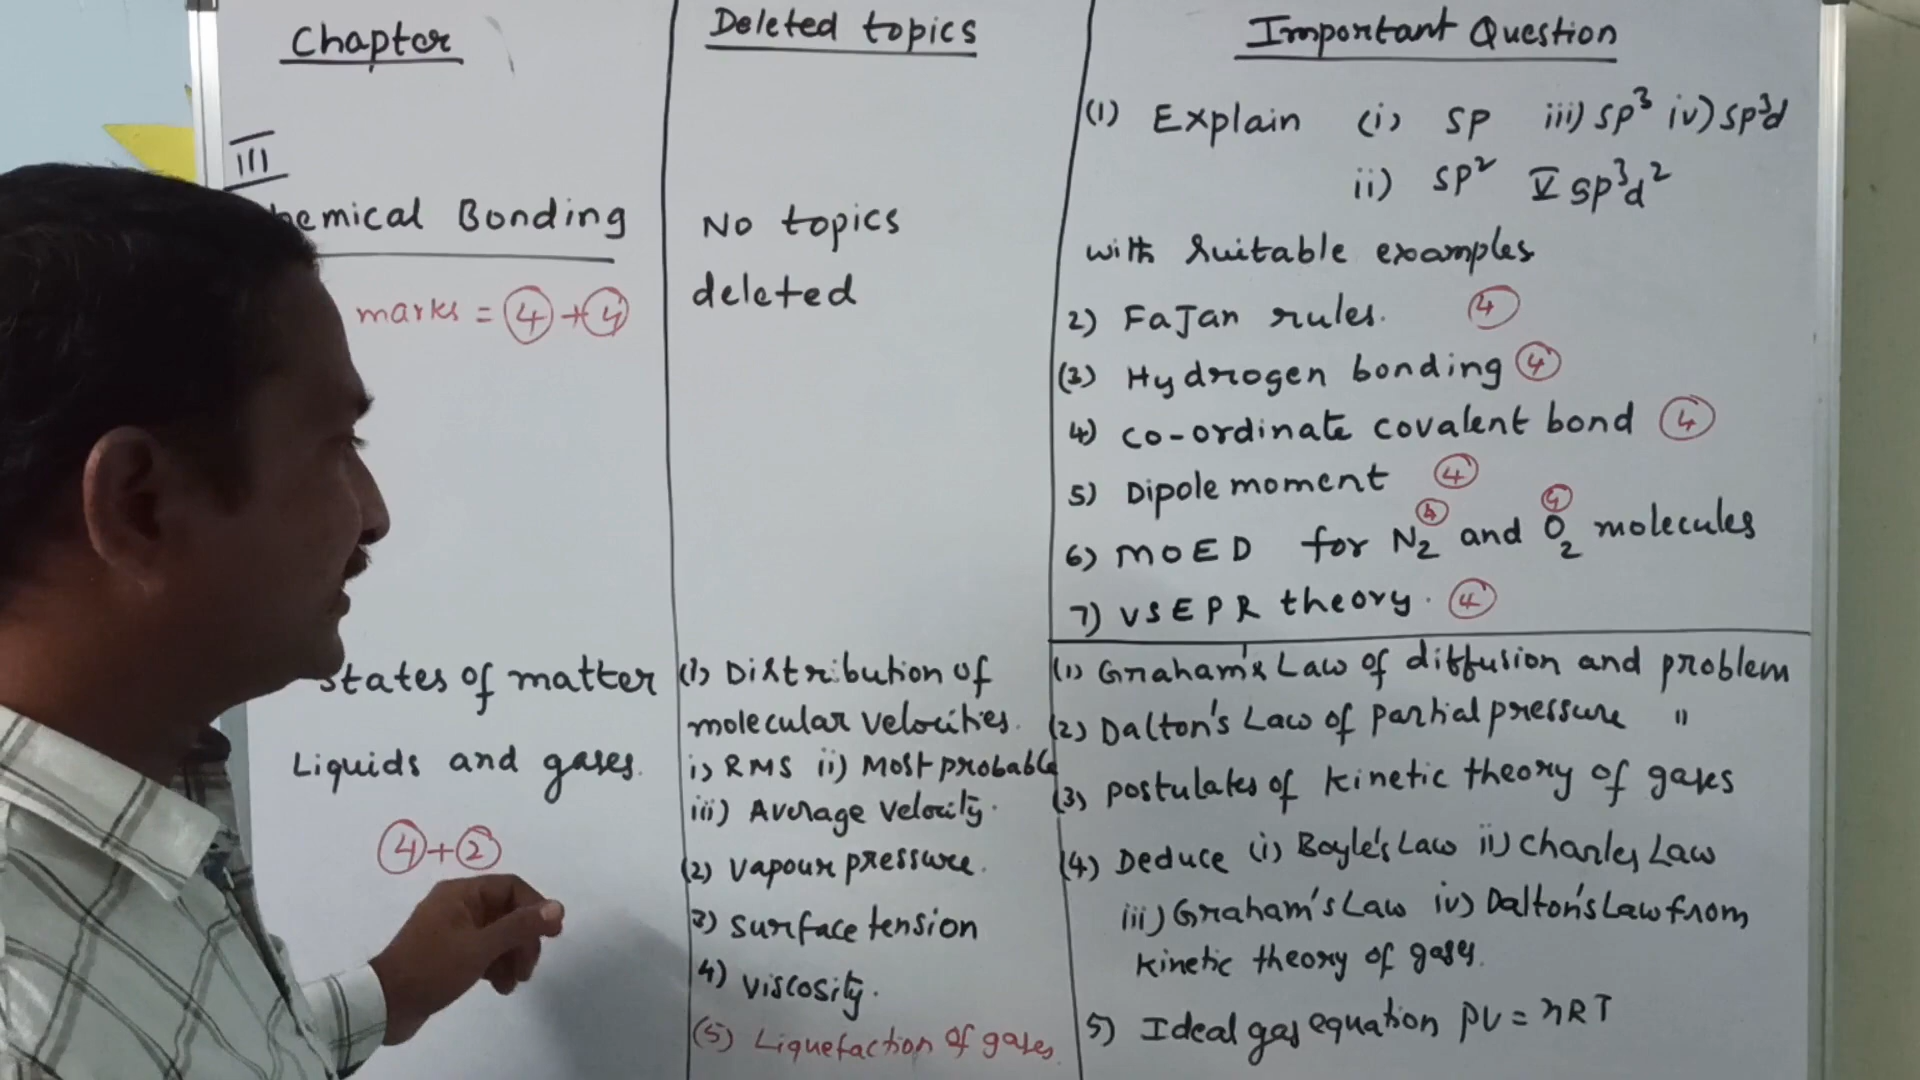 Chapter
Deleted topics
Important Question
III
hemical Bonding
marks = 4 + 4
No topics
deleted
(1) Explain (i) SP iii) SP³ iv) SP³d
ii) SP² V SP³d²
with suitable examples
2) FaJan rules. 4
(3) Hydrogen bonding 4
4) co-ordinate covalent bond 4
5) Dipole moment 4
4 4
6) MOED for N₂ and O₂ molecules
7) VSEPR theory. 4
States of matter
Liquids and gases.
4 + 2
(1) Distribution of
molecular velocities.
i) RMS ii) Most probable
iii) Average velocity.
(2) Vapour pressure.
3) Surface tension
4) Viscosity.
(5) Liquefaction of gases.
(1) Graham's Law of diffusion and problem
(2) Dalton's Law of Partial pressure "
(3) Postulates of kinetic theory of gases
(4) Deduce (i) Boyle's Law ii) Charles Law
iii) Graham's Law iv) Dalton's Law from
kinetic theory of gases.
5) Ideal gas equation PV = nRT